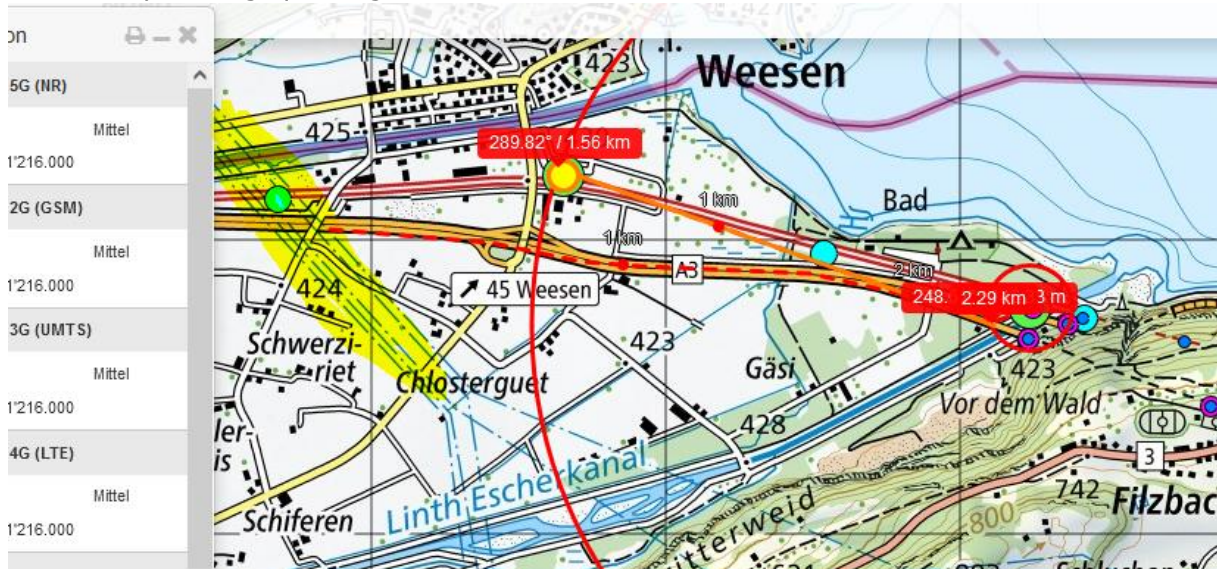 on
5G (NR)
Mittel
1'216.000
2G (GSM)
Mittel
1'216.000
3G (UMTS)
Mittel
1'216.000
4G (LTE)
Mittel
1'216.000
423
Weesen
425
289.82° / 1.56 km
1 km
Bad
1 km
A3
2 km
45 Weesen
424
248.
2.29 km
3 m
Schwerzi-
riet
423
Gäsi
423
Chlosterguet
Vor dem Wald
ler-
is
428
3
Linth Escherkanal
742
Filzbac
Schiferen
800